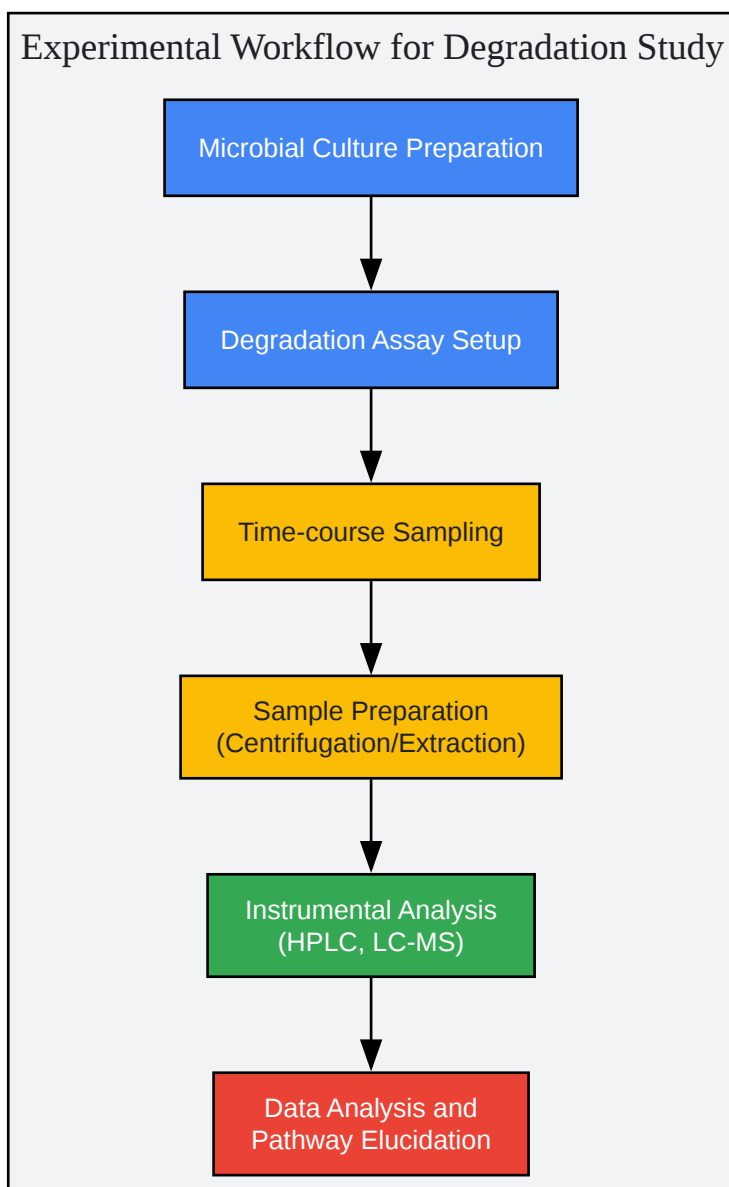 Experimental Workflow for Degradation Study
Microbial Culture Preparation
Degradation Assay Setup
Time-course Sampling
Sample Preparation
(Centrifugation/Extraction)
Instrumental Analysis
(HPLC, LC-MS)
Data Analysis and
Pathway Elucidation